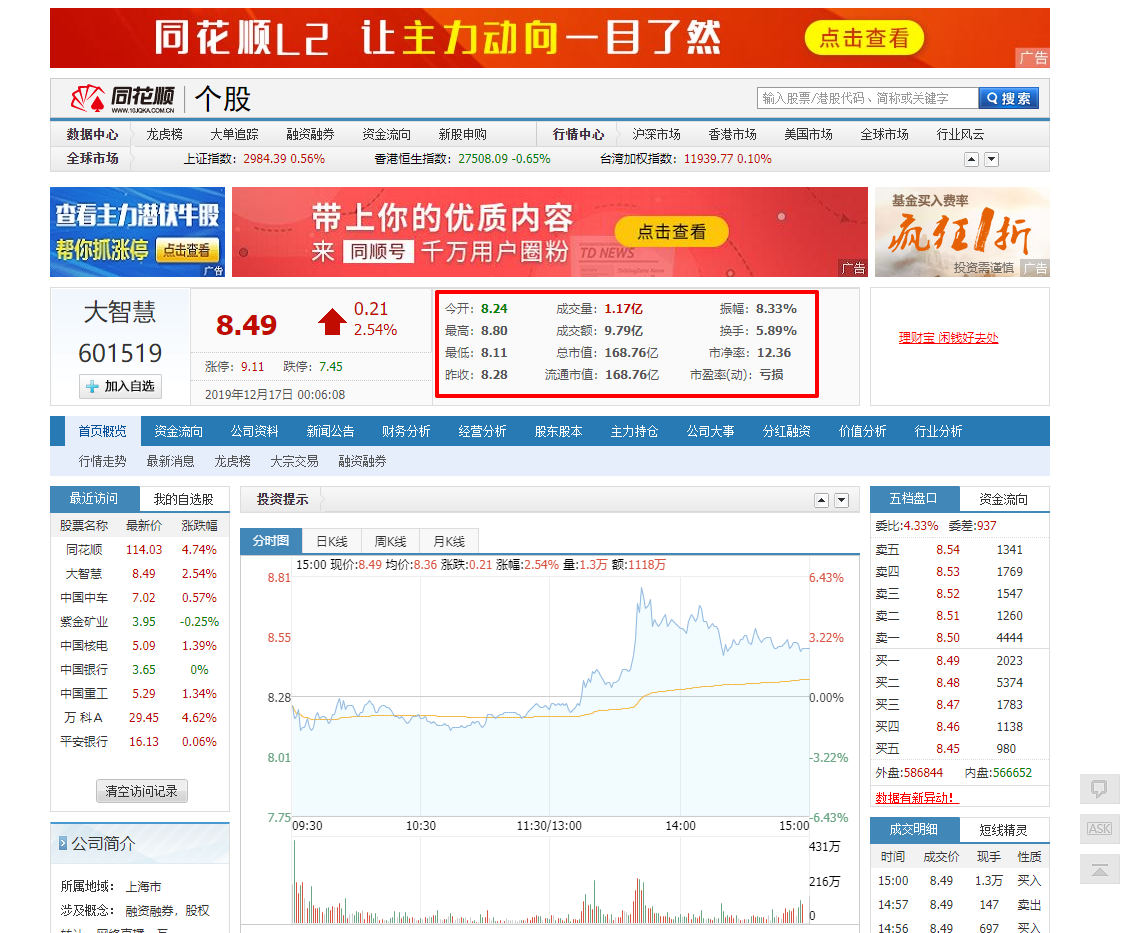 同花顺L2 让主力动向一目了然 点击查看
广告
同花顺 个股
WWW.10JQKA.COM.CN
输入股票/港股代码、简称或关键字 搜索
数据中心 龙虎榜 大单追踪 融资融券 资金流向 新股申购 行情中心 沪深市场 香港市场 美国市场 全球市场 行业风云
全球市场 上证指数：2984.39 0.56% 香港恒生指数：27508.09 -0.65% 台湾加权指数：11939.77 0.10%
查看主力潜伏牛股
帮你抓涨停 点击查看
广告
带上你的优质内容
来 同顺号 千万用户圈粉 点击查看
TD NEWS
广告
基金买入费率
疯狂1折
投资需谨慎 广告
大智慧
601519
加入自选
8.49 0.21
2.54%
涨停：9.11 跌停：7.45
2019年12月17日 00:06:08
今开：8.24 成交量：1.17亿 振幅：8.33%
最高：8.80 成交额：9.79亿 换手：5.89%
最低：8.11 总市值：168.76亿 市净率：12.36
昨收：8.28 流通市值：168.76亿 市盈率(动)：亏损
理财宝 闲钱好去处
首页概览 资金流向 公司资料 新闻公告 财务分析 经营分析 股东股本 主力持仓 公司大事 分红融资 价值分析 行业分析
行情走势 最新消息 龙虎榜 大宗交易 融资融券
最近访问 我的自选股
股票名称 最新价 涨跌幅
同花顺 114.03 4.74%
大智慧 8.49 2.54%
中国中车 7.02 0.57%
紫金矿业 3.95 -0.25%
中国核电 5.09 1.39%
中国银行 3.65 0%
中国重工 5.29 1.34%
万 科Ａ 29.45 4.62%
平安银行 16.13 0.06%
清空访问记录
公司简介
所属地域： 上海市
涉及概念： 融资融券，股权
投资提示
分时图 日K线 周K线 月K线
15:00 现价:8.49 均价:8.36 涨跌:0.21 涨幅:2.54% 量:1.3万 额:1118万
8.81 6.43%
8.55 3.22%
8.28 0.00%
8.01 -3.22%
7.75 -6.43%
09:30 10:30 11:30/13:00 14:00 15:00
431万
216万
0
五档盘口 资金流向
委比:4.33% 委差:937
卖五 8.54 1341
卖四 8.53 1769
卖三 8.52 1547
卖二 8.51 1260
卖一 8.50 4444
买一 8.49 2023
买二 8.48 5374
买三 8.47 1783
买四 8.46 1138
买五 8.45 980
外盘:586844 内盘:566652
数据有新异动！
成交明细 短线精灵
时间 成交价 现手 性质
15:00 8.49 1.3万 买入
14:57 8.49 147 卖出
14:56 8.49 697 买入
ASK